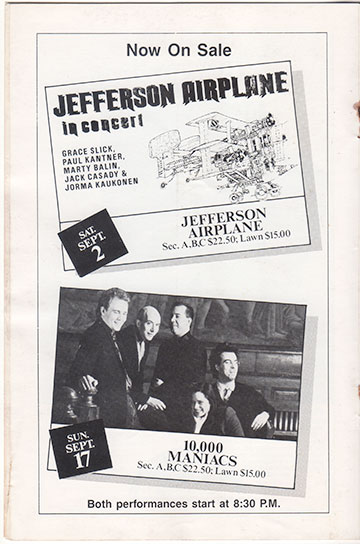 Now On Sale
JEFFERSON AIRPLANE
in concert
GRACE SLICK,
PAUL KANTNER,
MARTY BALIN,
JACK CASADY &
JORMA KAUKONEN
SAT.
SEPT.
2
JEFFERSON
AIRPLANE
Sec. A,B,C $22.50; Lawn $15.00
SUN.
SEPT.
17
10,000
MANIACS
Sec. A,B,C $22.50; Lawn $15.00
Both performances start at 8:30 P.M.